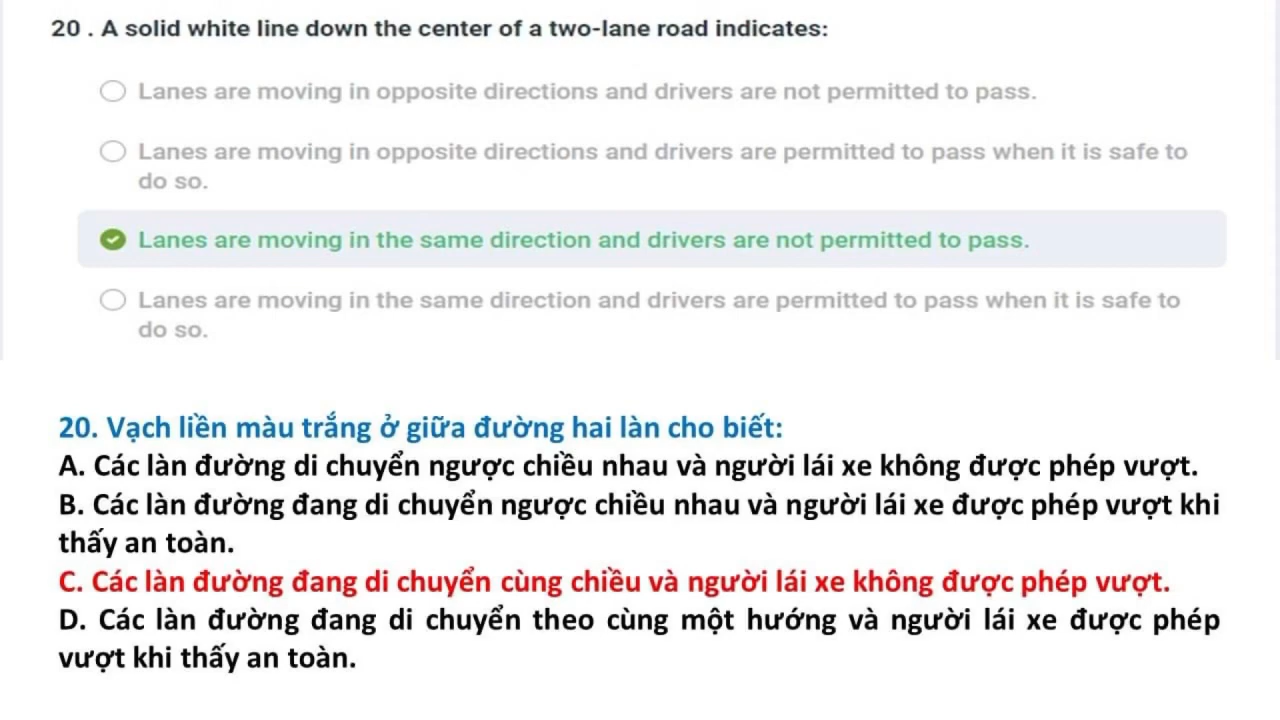 20 . A solid white line down the center of a two-lane road indicates:
Lanes are moving in opposite directions and drivers are not permitted to pass.
Lanes are moving in opposite directions and drivers are permitted to pass when it is safe to
do so.
Lanes are moving in the same direction and drivers are not permitted to pass.
Lanes are moving in the same direction and drivers are permitted to pass when it is safe to
do so.
20. Vạch liền màu trắng ở giữa đường hai làn cho biết:
A. Các làn đường di chuyển ngược chiều nhau và người lái xe không được phép vượt.
B. Các làn đường đang di chuyển ngược chiều nhau và người lái xe được phép vượt khi
thấy an toàn.
C. Các làn đường đang di chuyển cùng chiều và người lái xe không được phép vượt.
D. Các làn đường đang di chuyển theo cùng một hướng và người lái xe được phép
vượt khi thấy an toàn.